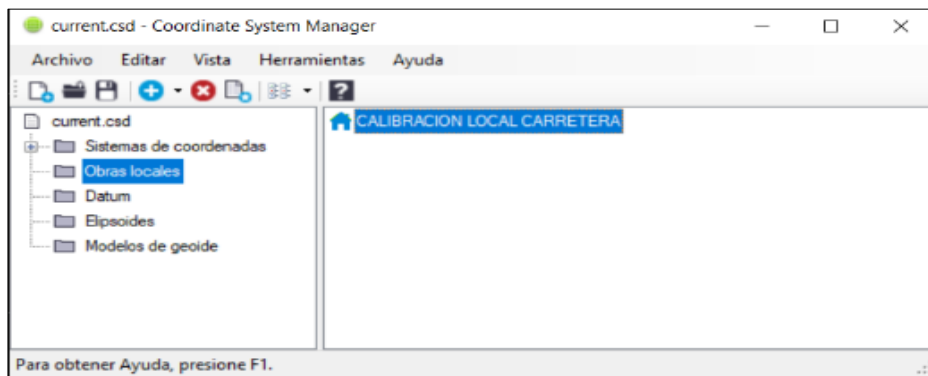 current.csd - Coordinate System Manager
Archivo Editar Vista Herramientas Ayuda
current.csd
Sistemas de coordenadas
Obras locales
Datum
Elipsoides
Modelos de geoide
CALIBRACION LOCAL CARRETERA
Para obtener Ayuda, presione F1.